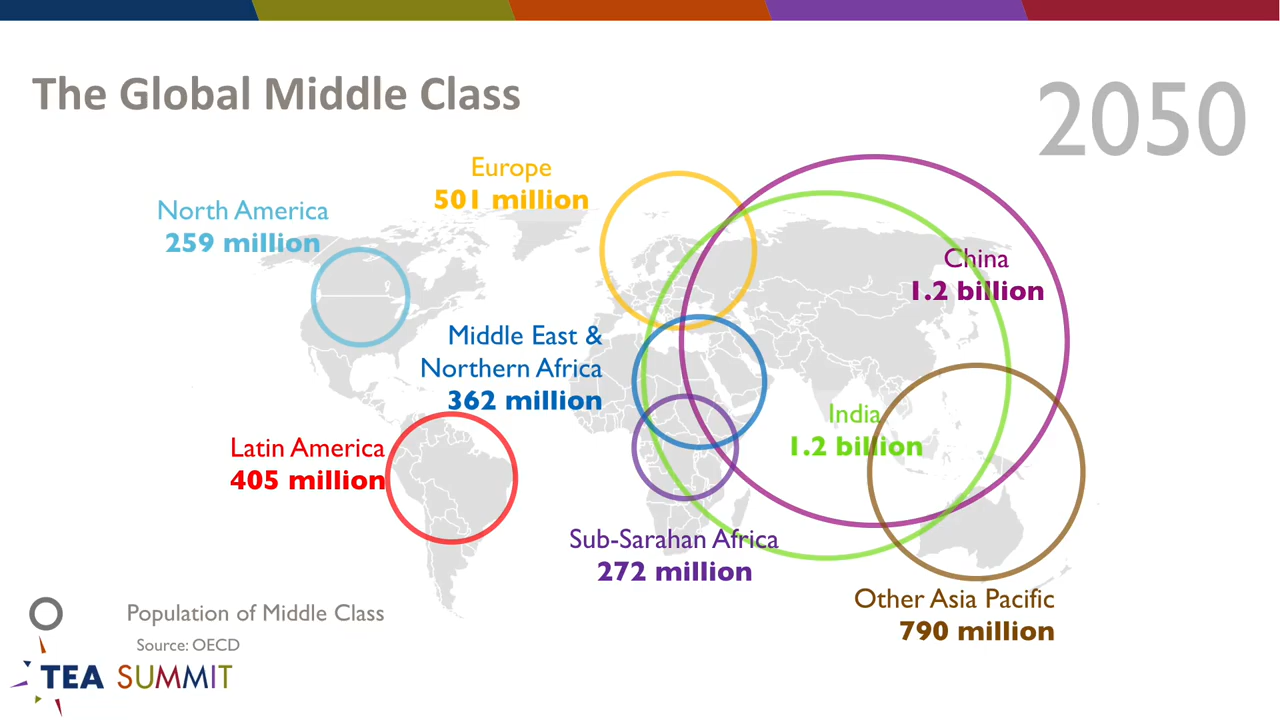 The Global Middle Class
2050
Europe
501 million
North America
259 million
China
1.2 billion
Middle East &
Northern Africa
362 million
India
1.2 billion
Latin America
405 million
Sub-Sarahan Africa
272 million
Other Asia Pacific
790 million
Population of Middle Class
Source: OECD
TEA SUMMIT